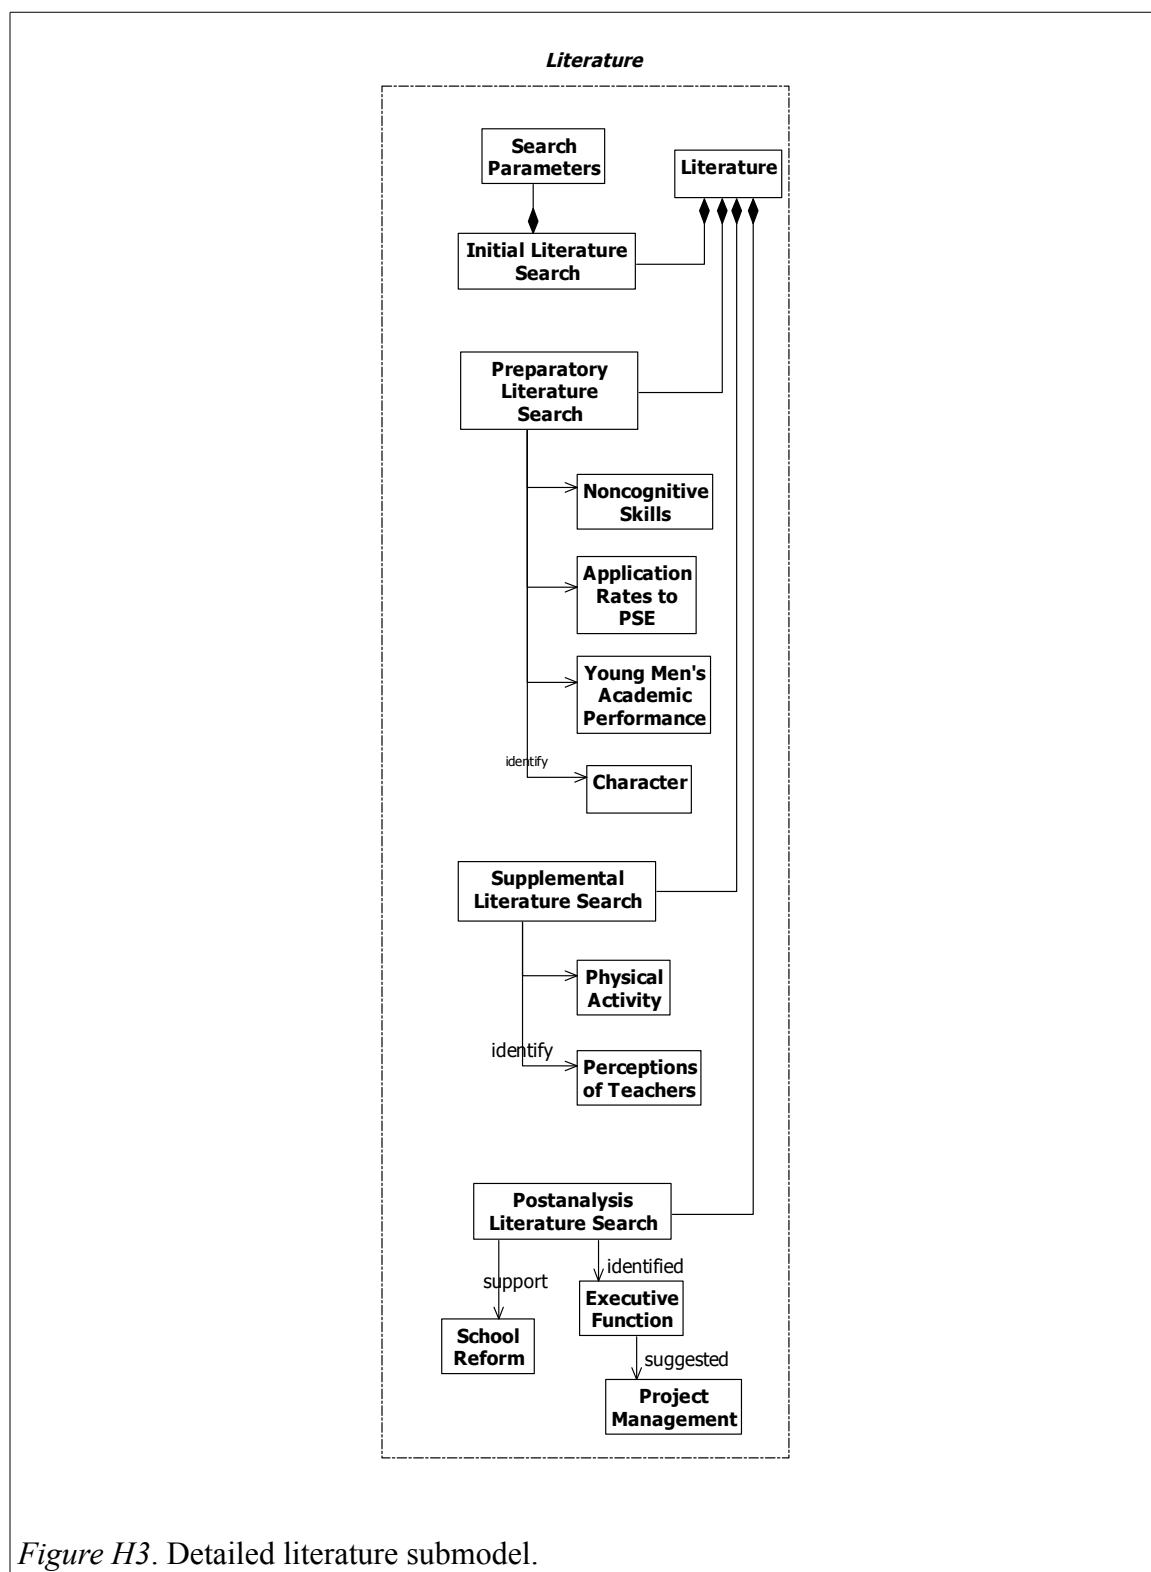 Literature
Search
Parameters
Literature
Initial Literature
Search
Preparatory
Literature
Search
Noncognitive
Skills
Application
Rates to
PSE
Young Men's
Academic
Performance
identify
Character
Supplemental
Literature Search
Physical
Activity
identify
Perceptions
of Teachers
Postanalysis
Literature Search
support
identified
Executive
Function
School
Reform
suggested
Project
Management
Figure H3. Detailed literature submodel.